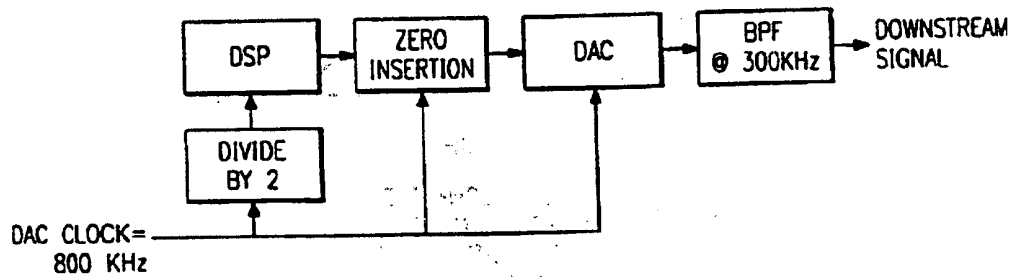 DSP
ZERO
INSERTION
DAC
BPF
@ 300KHz
DOWNSTREAM
SIGNAL
DIVIDE
BY 2
DAC CLOCK=
800 KHz